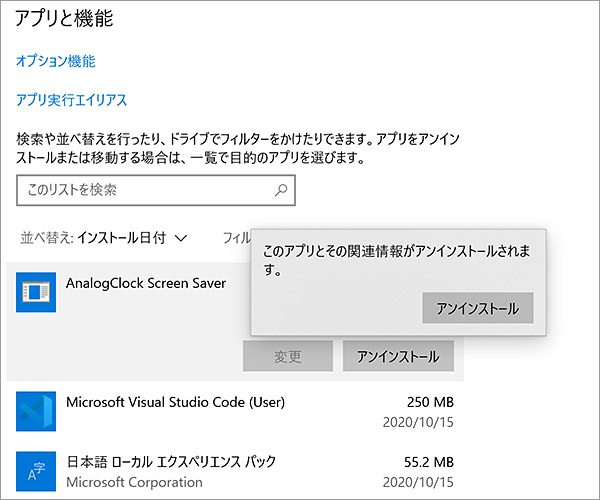 アプリと機能
オプション機能
アプリ実行エイリアス
検索や並べ替えを行ったり、ドライブでフィルターをかけたりできます。アプリをアンイン
ストールまたは移動する場合は、一覧で目的のアプリを選びます。
このリストを検索
並べ替え: インストール日付
フィル
このアプリとその関連情報がアンインストールされま
す。
アンインストール
AnalogClock Screen Saver
変更
アンインストール
Microsoft Visual Studio Code (User)
250 MB
2020/10/15
日本語 ローカル エクスペリエンス パック
55.2 MB
Microsoft Corporation
2020/10/15